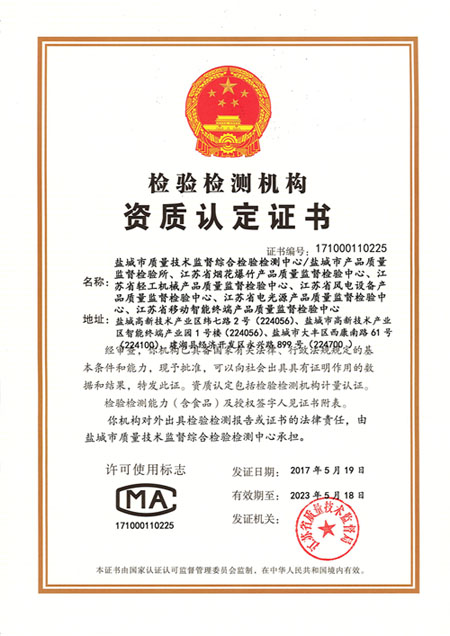 检验检测机构
资质认定证书
证书编号：171000110225
盐城市质量技术监督综合检验检测中心/盐城市产品质量
监督检验所、江苏省烟花爆竹产品质量监督检验中心、江
名称：
苏省轻工机械产品质量监督检验中心、江苏省风电设备产
品质量监督检验中心、江苏省电光源产品质量监督检验中
心、江苏省移动智能终端产品质量监督检验中心
地址：
盐城高新技术产业区纬七路2号（224056）、盐城市高新技术产业
区智能终端产业园1号楼（224056）、盐城市大丰区西康南路61号
（224100）、建湖县经济开发区永兴路899号（224700）
经审查，你机构已具备国家有关法律、行政法规规定的基
本条件和能力，现予批准，可以向社会出具具有证明作用的数
据和结果，特发此证。资质认定包括检验检测机构计量认证。
检验检测能力（含食品）及授权签字人见证书附表。
你机构对外出具检验检测报告或证书的法律责任，由
盐城市质量技术监督综合检验检测中心承担。
许可使用标志
MA
171000110225
发证日期：2017年5月19日
有效期至：2023年5月18日
发证机关：
江苏省质量技术监督局
本证书由国家认证认可监督管理委员会监制，在中华人民共和国境内有效。